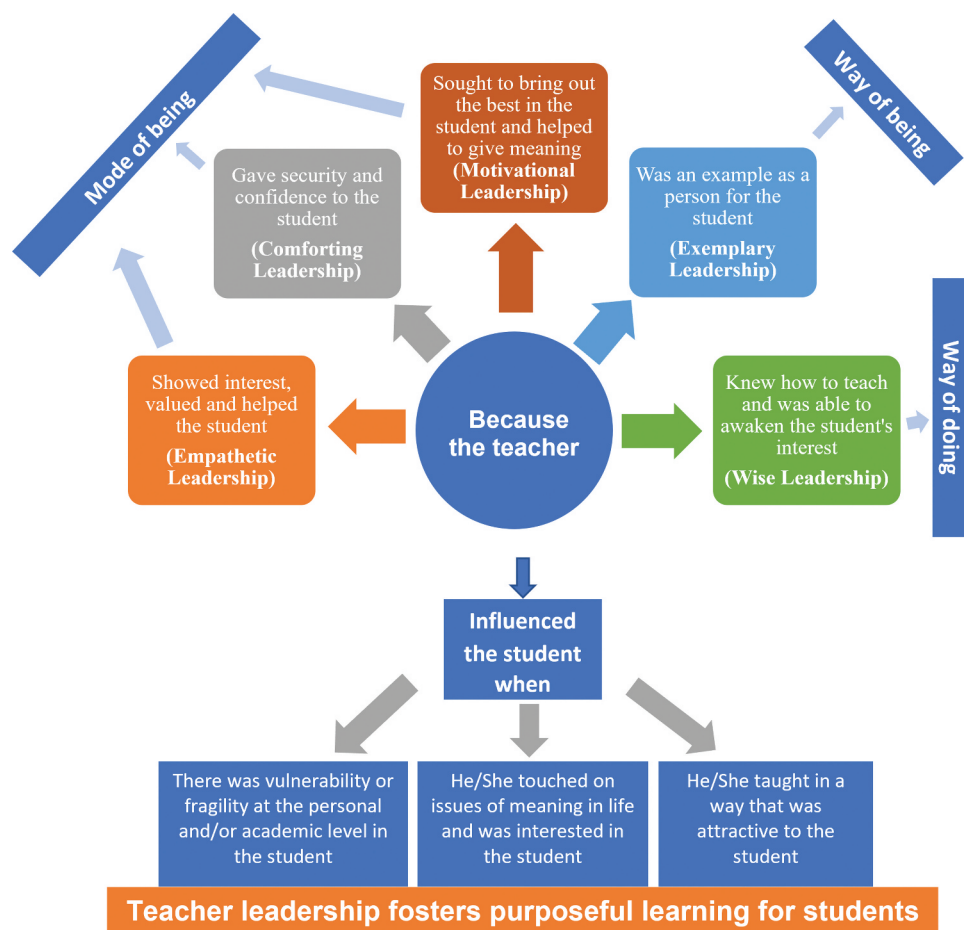 Mode of being
Sought to bring out
the best in the
student and helped
to give meaning
(Motivational
Leadership)
Way of being
Gave security and
confidence to the
student
(Comforting
Leadership)
Was an example as a
person for the
student
(Exemplary
Leadership)
Showed interest,
valued and helped
the student
(Empathetic
Leadership)
Because
the teacher
Knew how to teach
and was able to
awaken the student's
interest
(Wise Leadership)
Way of doing
Influenced
the student
when
There was vulnerability or
fragility at the personal
and/or academic level in
the student
He/She touched on
issues of meaning in life
and was interested in
the student
He/She taught in a
way that was
attractive to the
student
Teacher leadership fosters purposeful learning for students